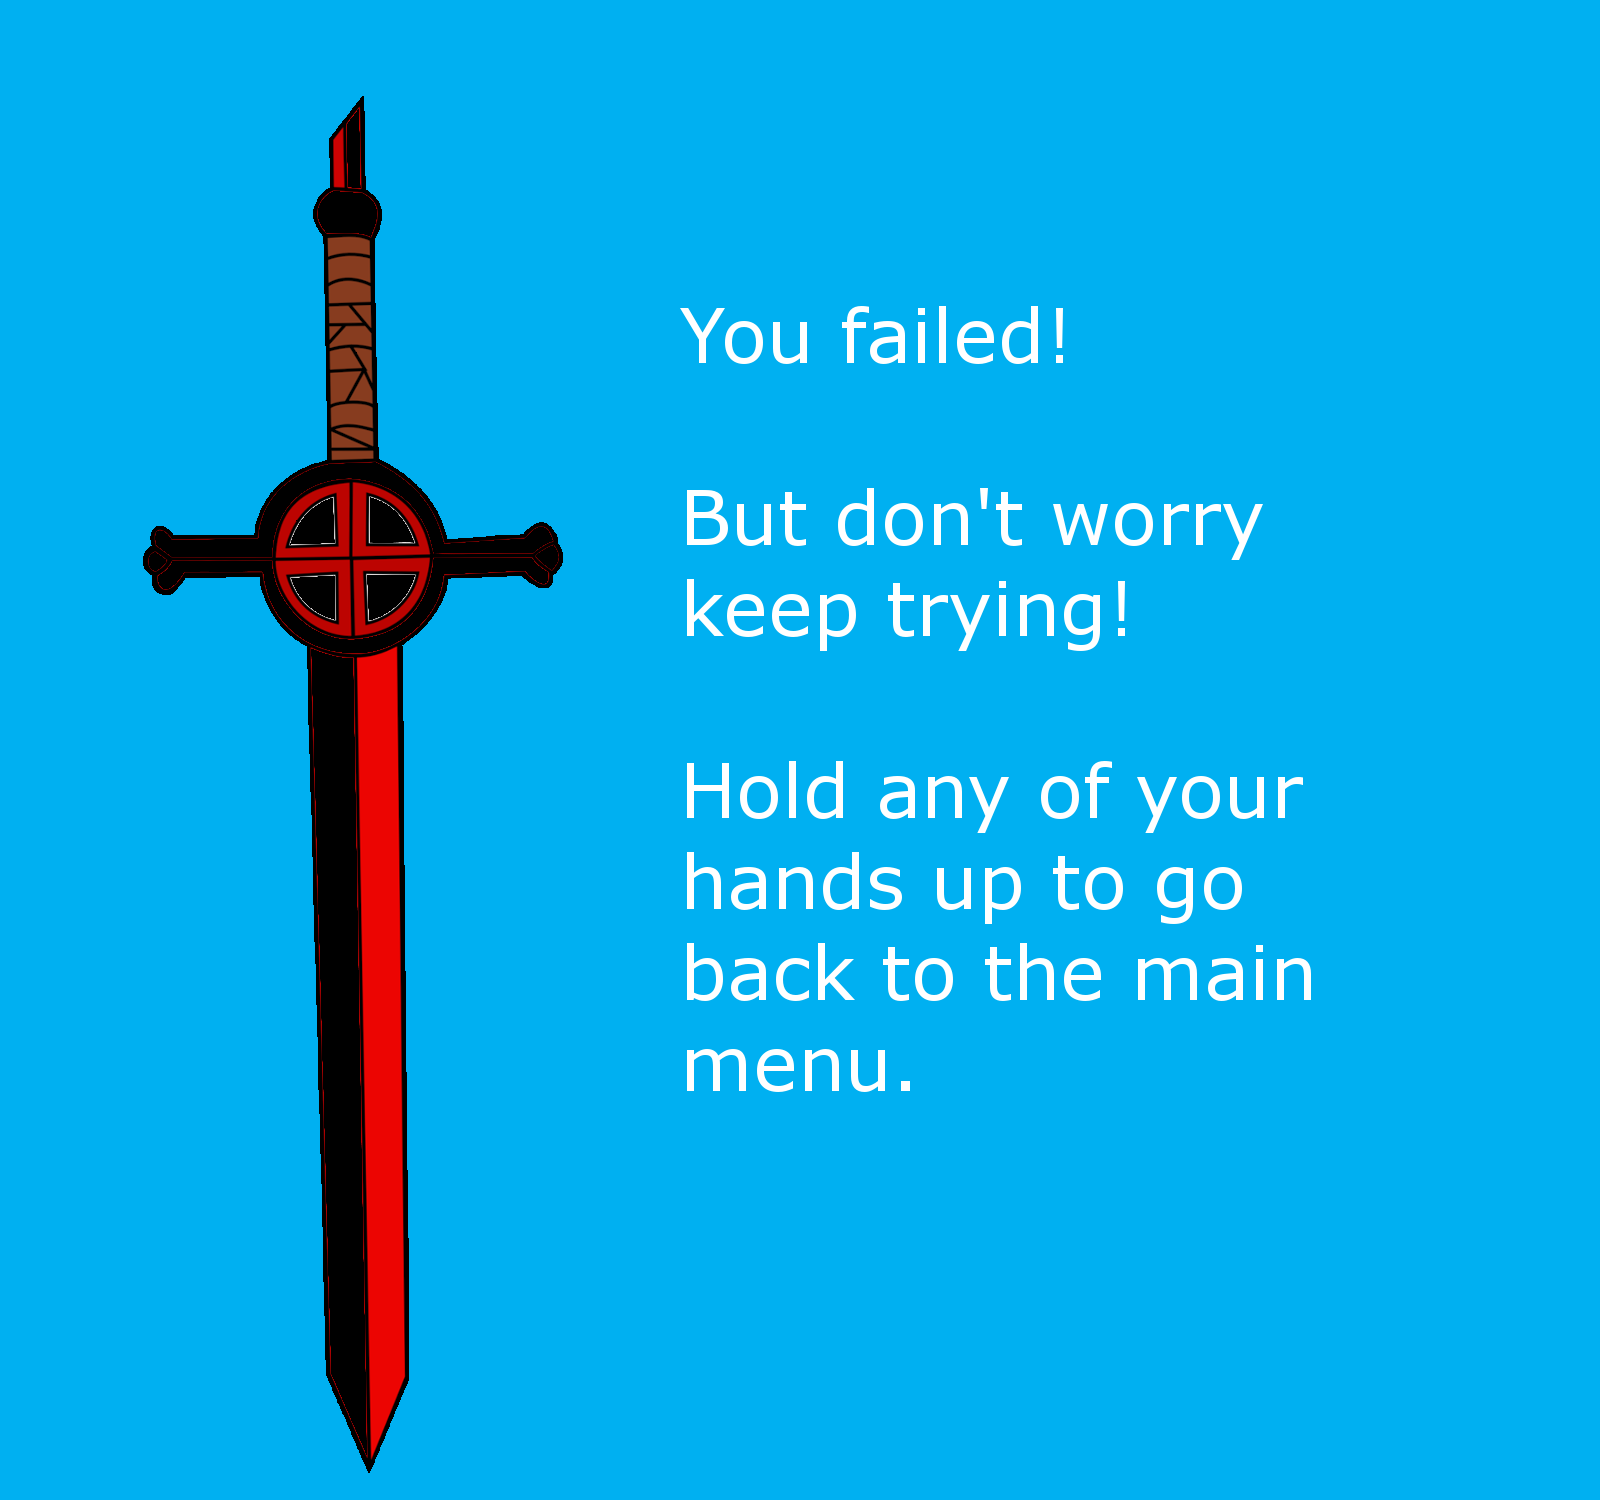 You failed!
But don't worry
keep trying!
Hold any of your
hands up to go
back to the main
menu.